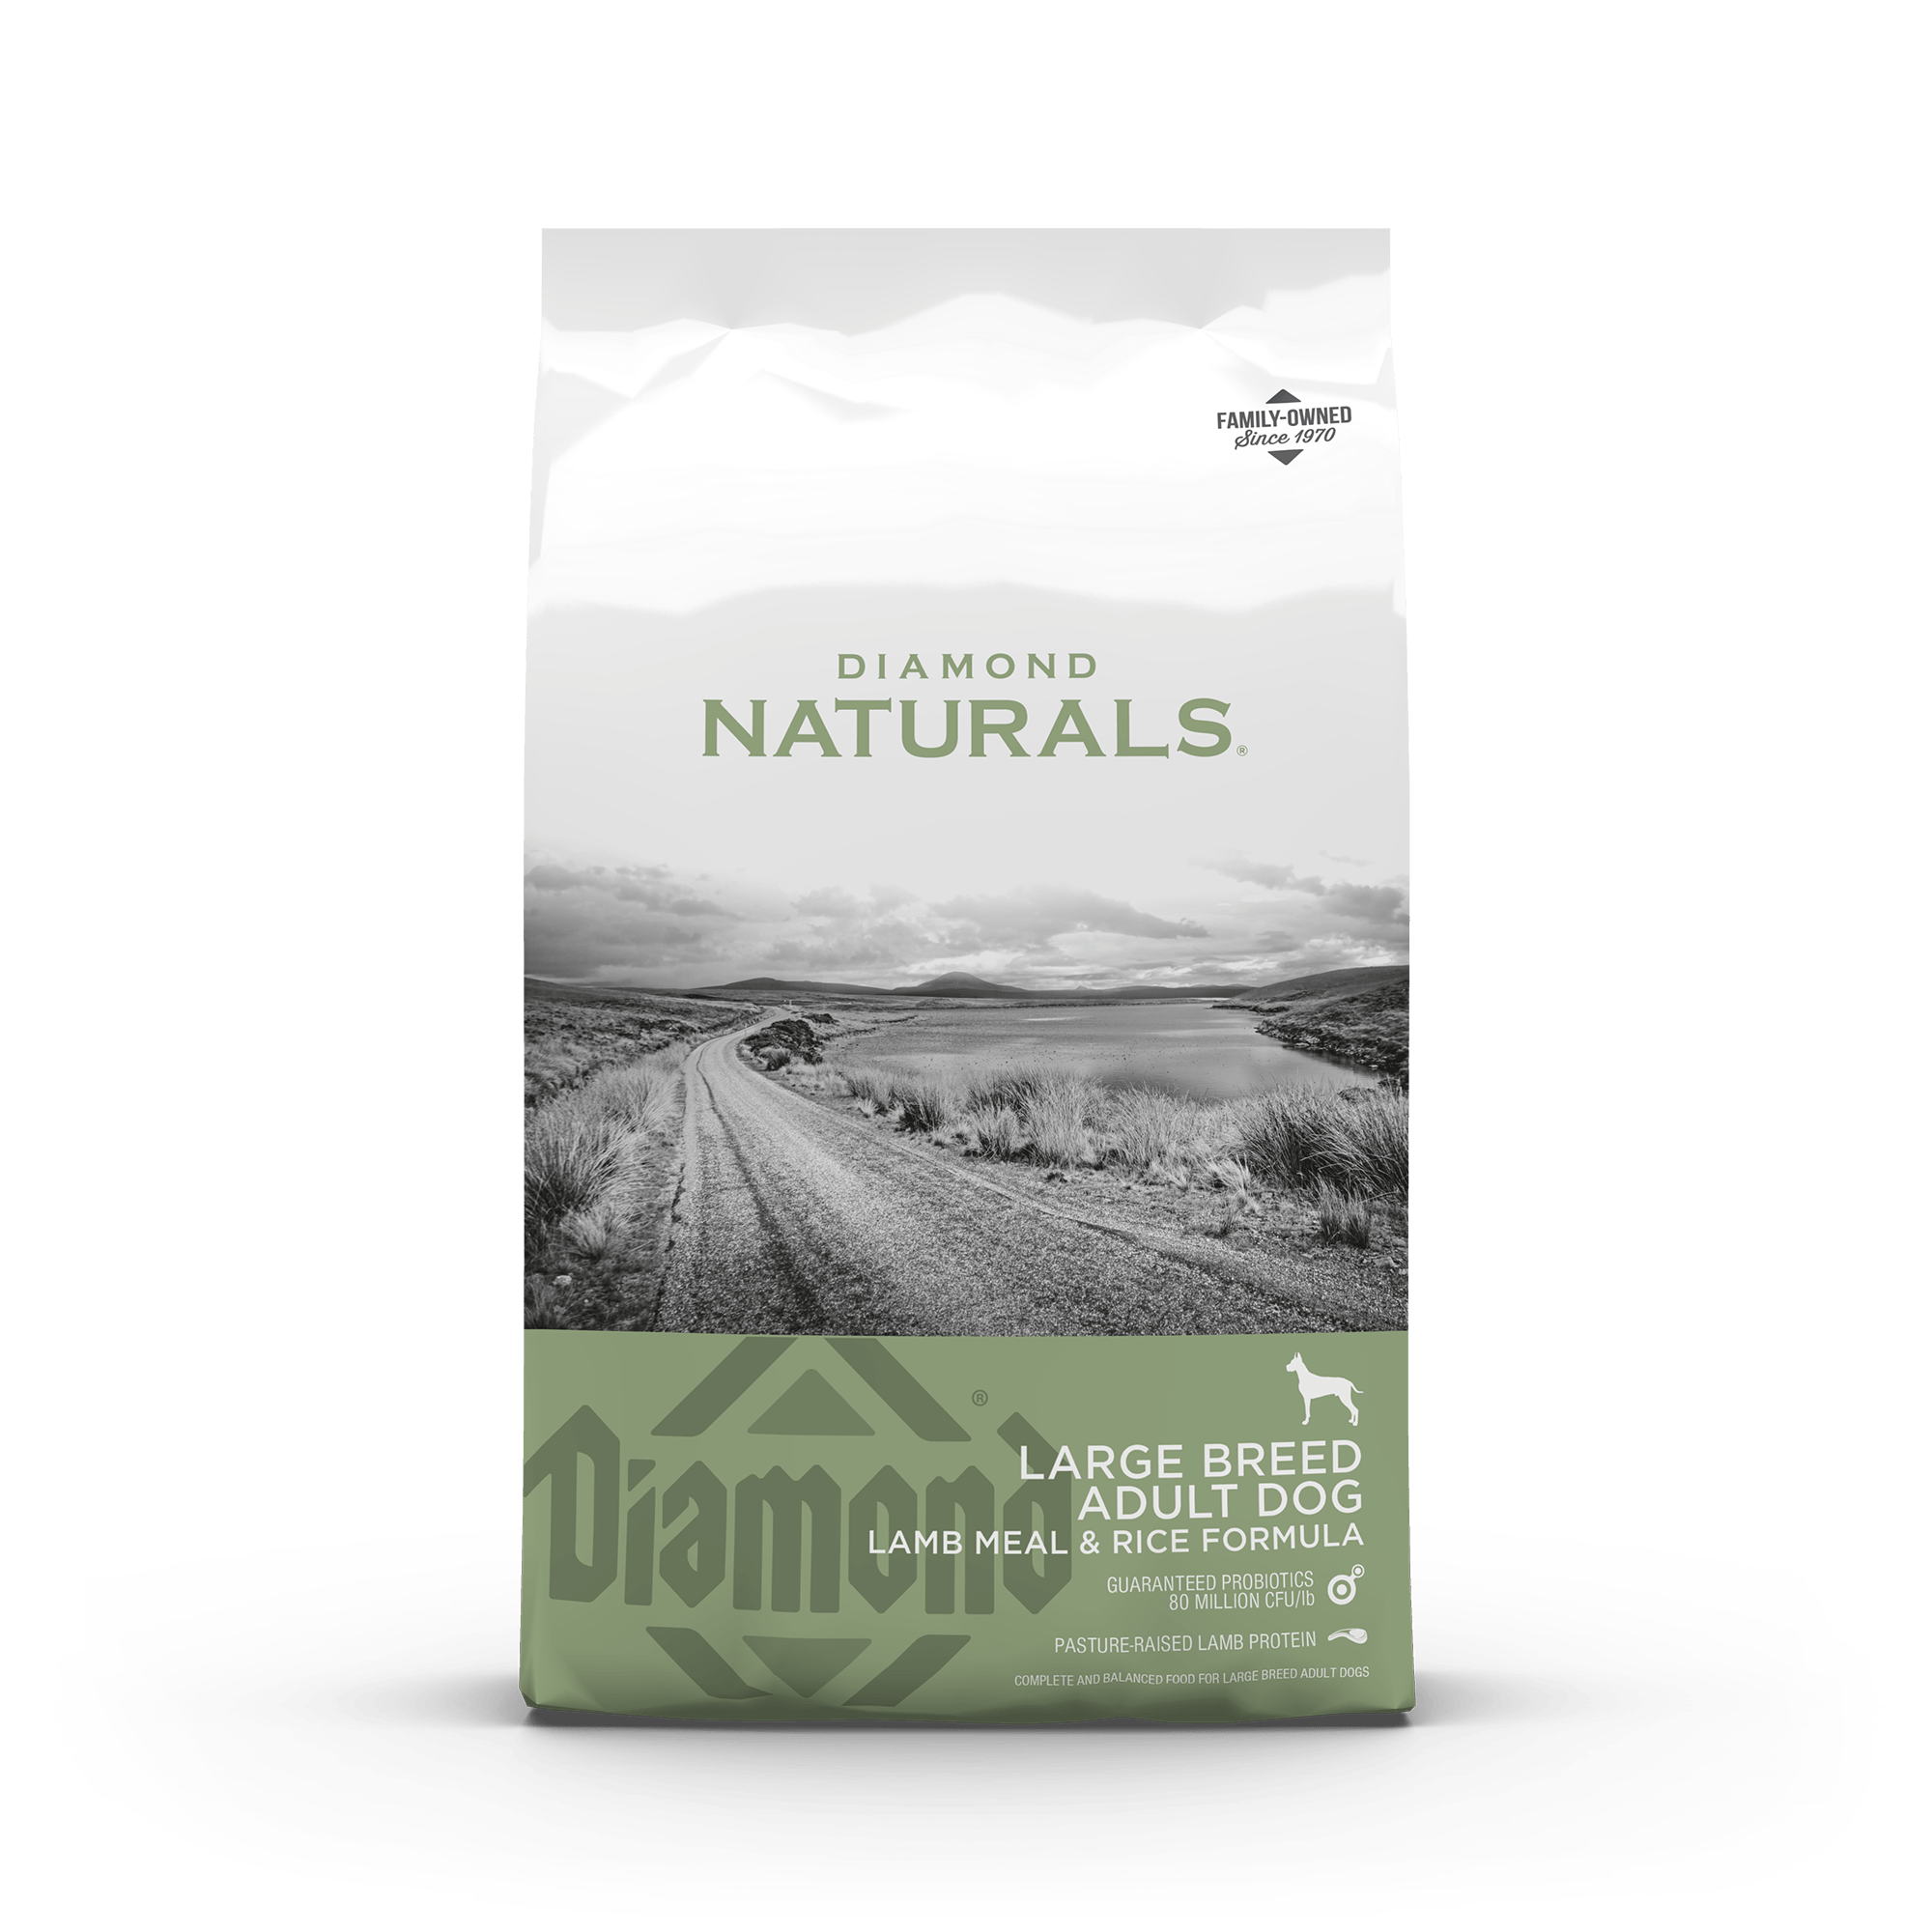 FAMILY-OWNED
Since 1970
DIAMOND
NATURALS®
®
Diamond
LARGE BREED
ADULT DOG
LAMB MEAL & RICE FORMULA
GUARANTEED PROBIOTICS
80 MILLION CFU/lb
PASTURE-RAISED LAMB PROTEIN
COMPLETE AND BALANCED FOOD FOR LARGE BREED ADULT DOGS